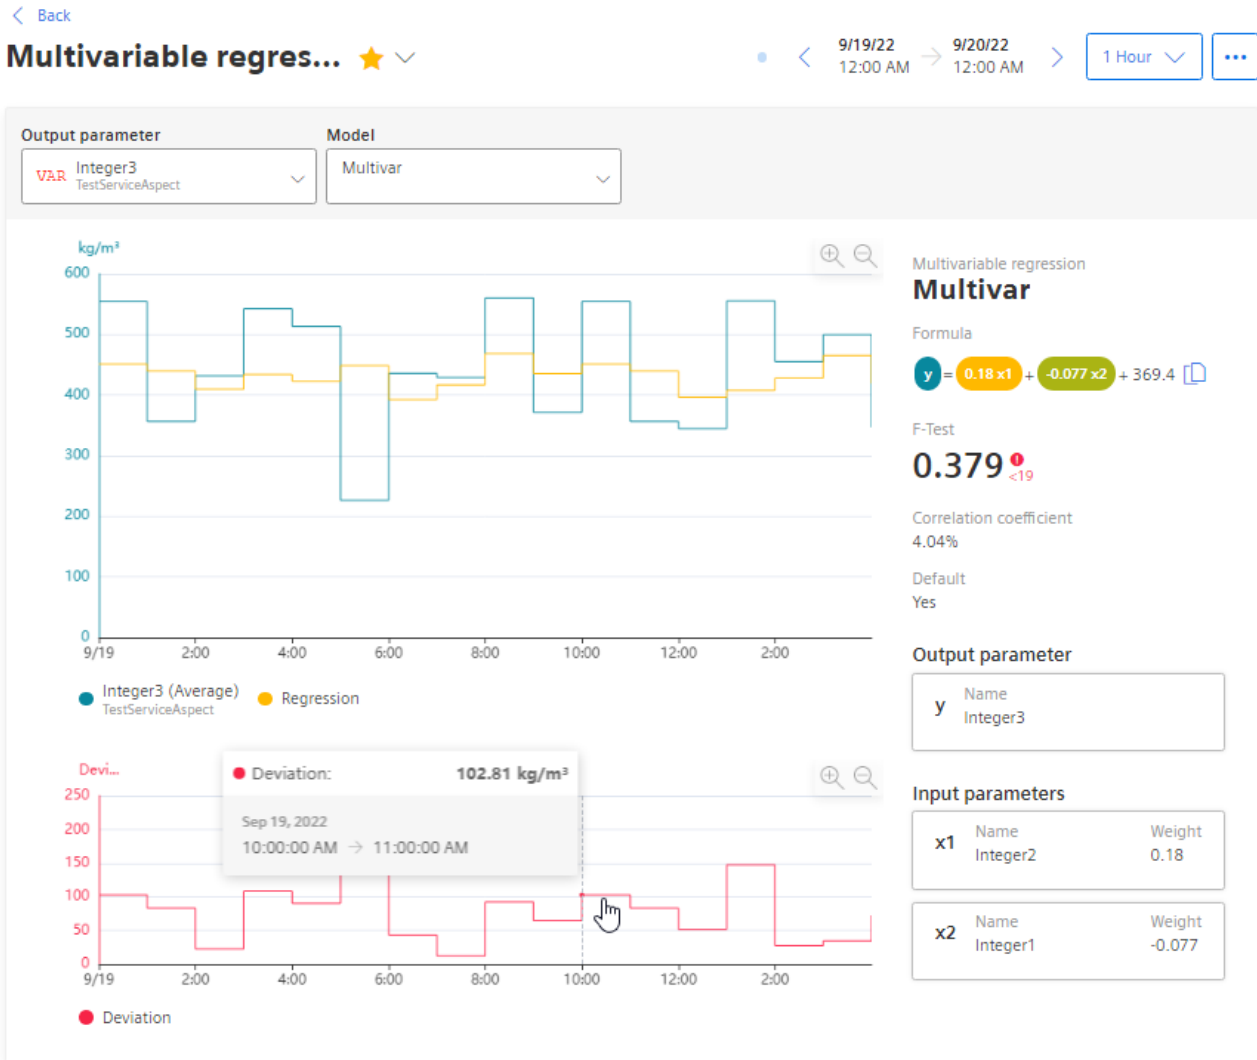 Back
Multivariable regres...
9/19/22
12:00 AM
9/20/22
12:00 AM
1 Hour
Output parameter
VAR Integer3
TestServiceAspect
Model
Multivar
kg/m³
600
500
400
300
200
100
0
9/19 2:00 4:00 6:00 8:00 10:00 12:00 2:00
Integer3 (Average)
TestServiceAspect
Regression
Devi...
250
200
150
100
50
0
Deviation: 102.81 kg/m³
Sep 19, 2022
10:00:00 AM → 11:00:00 AM
9/19 2:00 4:00 6:00 8:00 10:00 12:00 2:00
Deviation
Multivariable regression
Multivar
Formula
y = 0.18 x1 + -0.077 x2 + 369.4
F-Test
0.379
<19
Correlation coefficient
4.04%
Default
Yes
Output parameter
y
Name
Integer3
Input parameters
x1
Name
Integer2
Weight
0.18
x2
Name
Integer1
Weight
-0.077